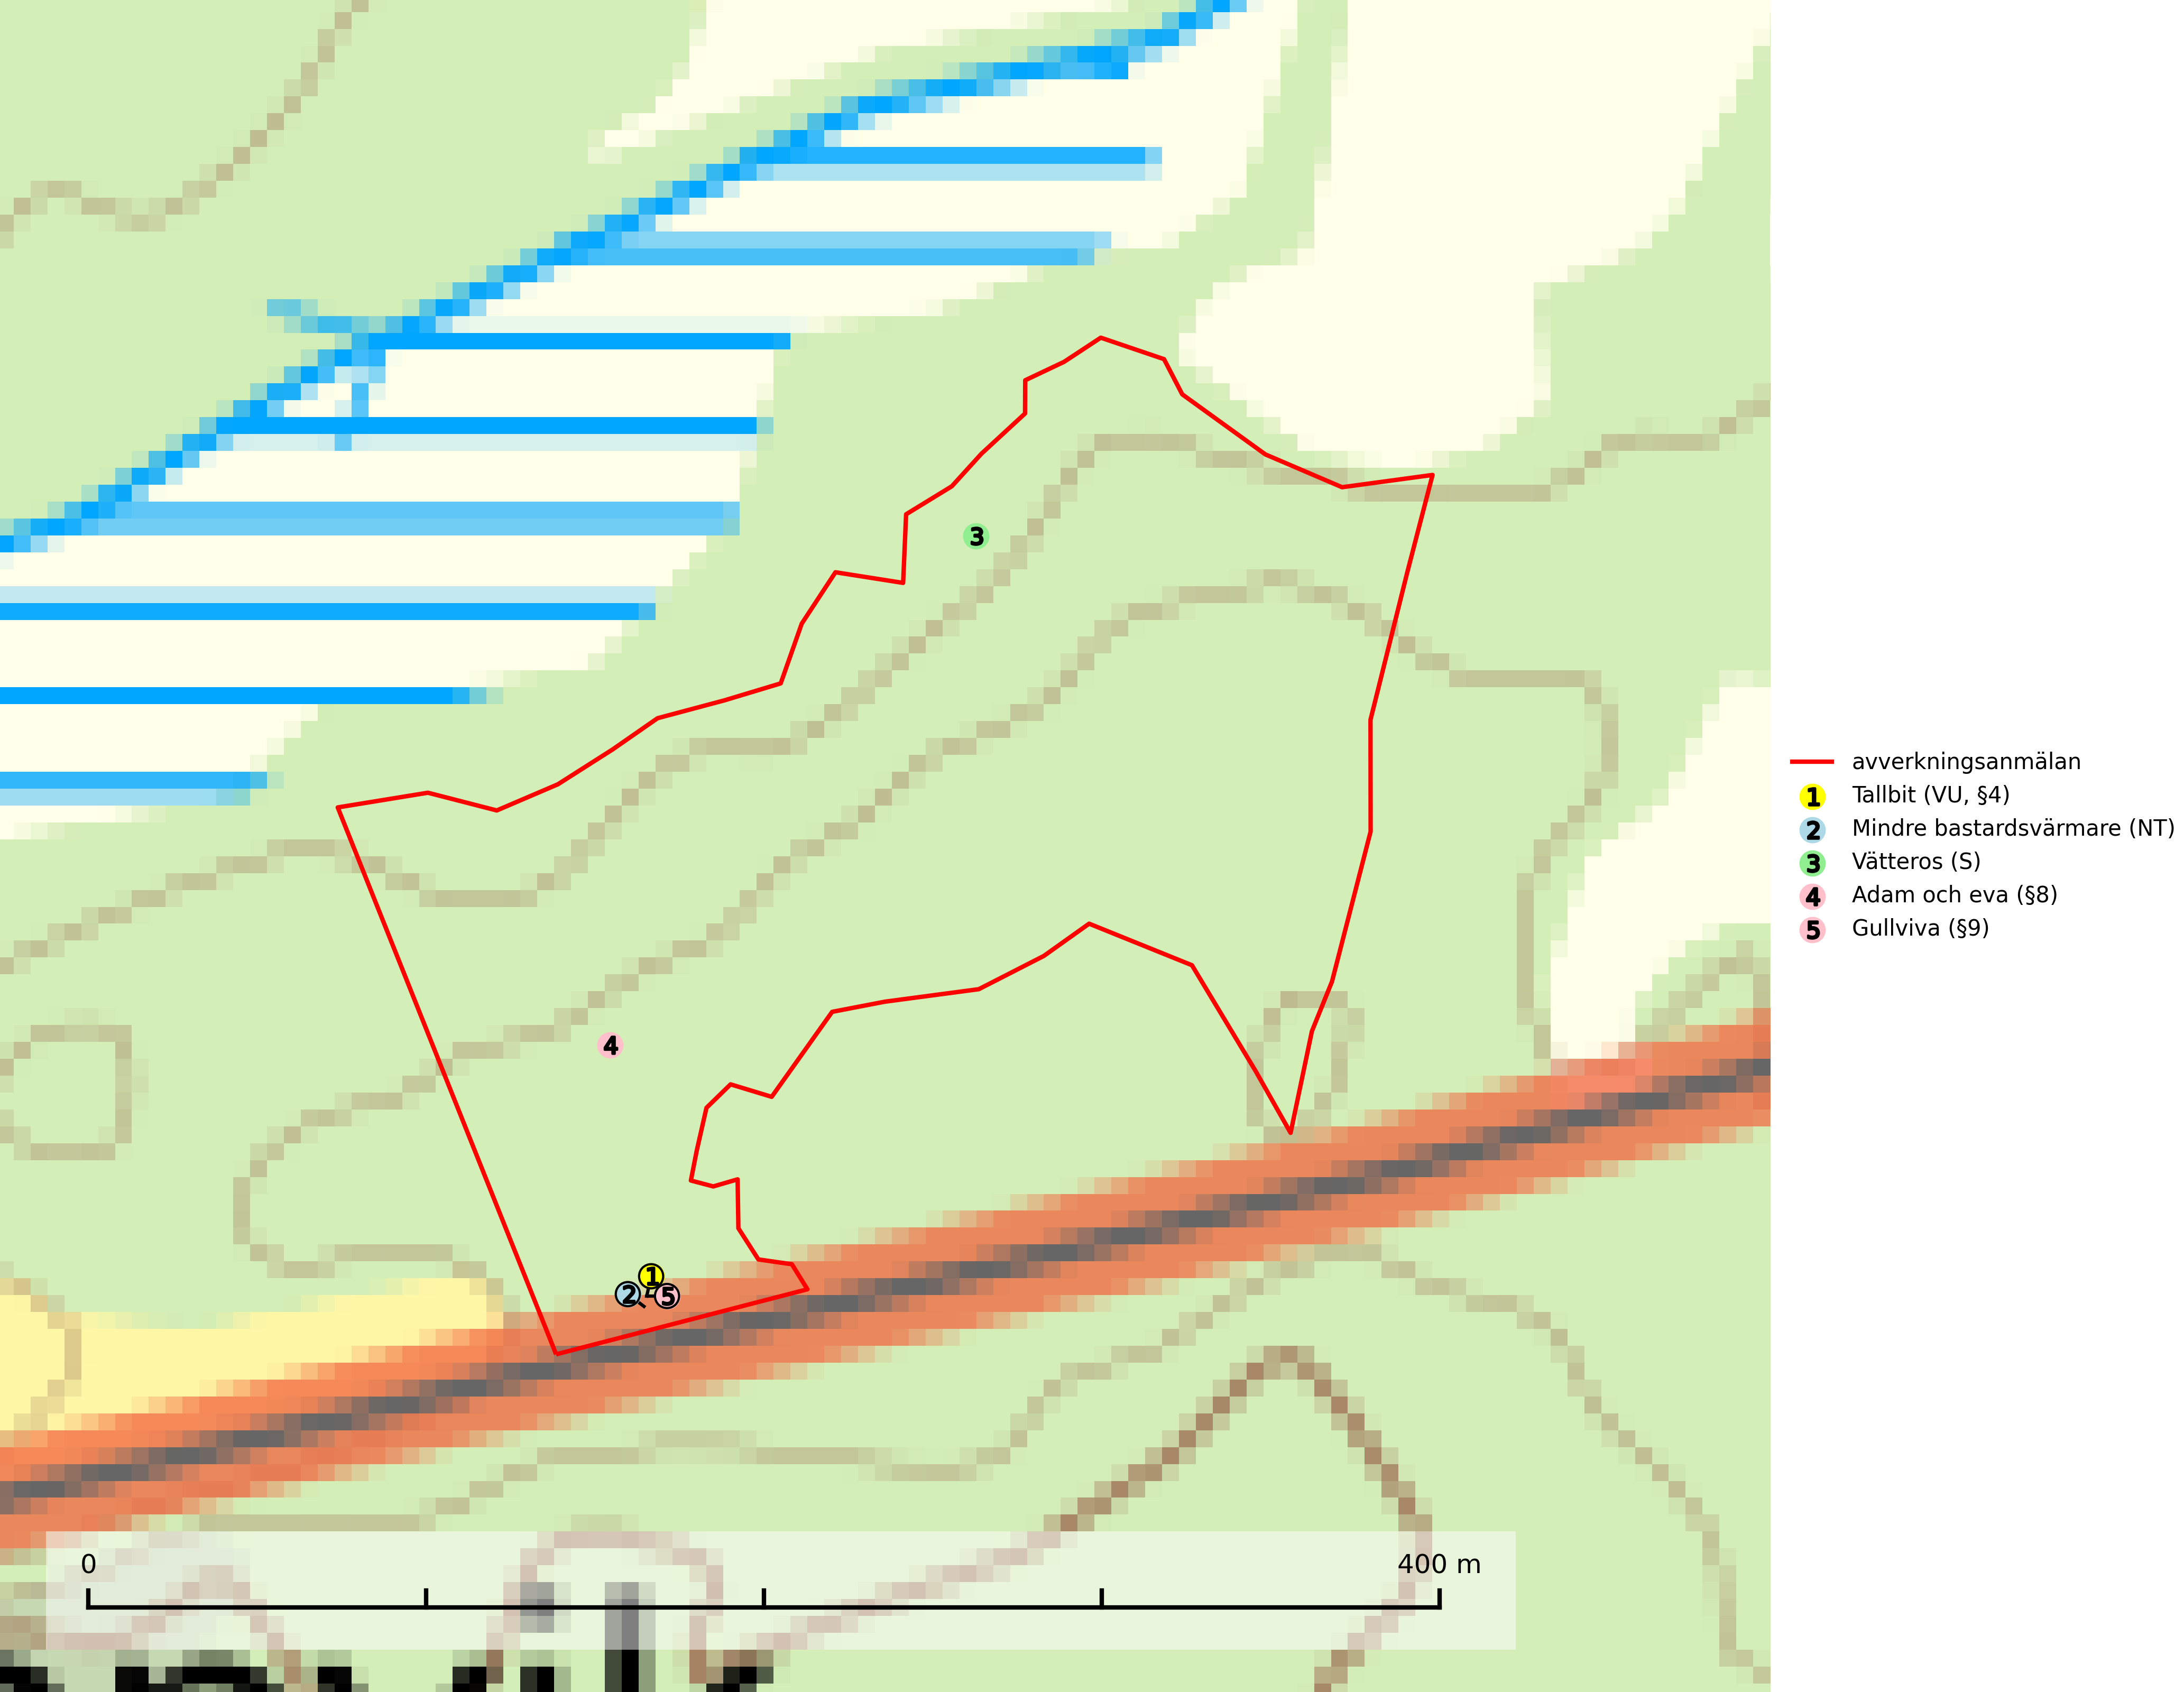 3
4
1
2
5
0
400 m
avverkningsanmälan
1 Tallbit (VU, §4)
2 Mindre bastardsvärmare (NT)
3 Vätteros (S)
4 Adam och eva (§8)
5 Gullviva (§9)